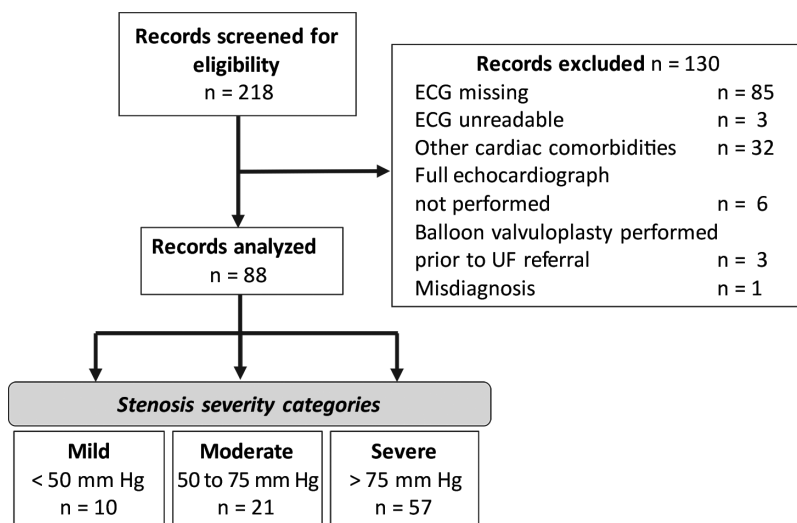 Records screened for
eligibility
n = 218
Records excluded n = 130
ECG missing n = 85
ECG unreadable n = 3
Other cardiac comorbidities n = 32
Full echocardiograph
not performed n = 6
Balloon valvuloplasty performed
prior to UF referral n = 3
Misdiagnosis n = 1
Records analyzed
n = 88
Stenosis severity categories
Mild
< 50 mm Hg
n = 10
Moderate
50 to 75 mm Hg
n = 21
Severe
> 75 mm Hg
n = 57